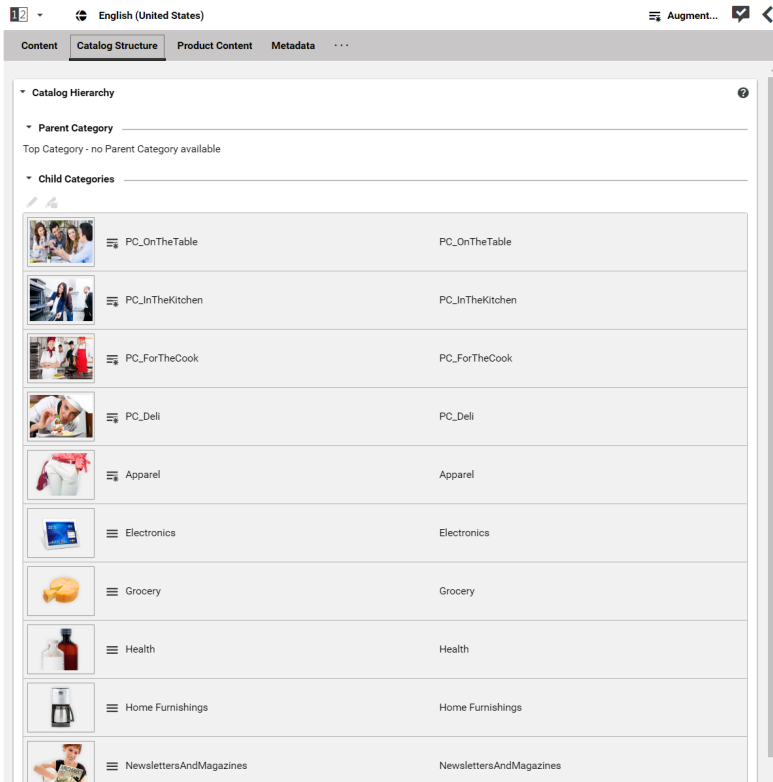 12 English (United States) Augment...
Content Catalog Structure Product Content Metadata ...
Catalog Hierarchy ?
Parent Category
Top Category - no Parent Category available
Child Categories
PC_OnTheTable PC_OnTheTable
PC_InTheKitchen PC_InTheKitchen
PC_ForTheCook PC_ForTheCook
PC_Deli PC_Deli
Apparel Apparel
Electronics Electronics
Grocery Grocery
Health Health
Home Furnishings Home Furnishings
NewslettersAndMagazines NewslettersAndMagazines